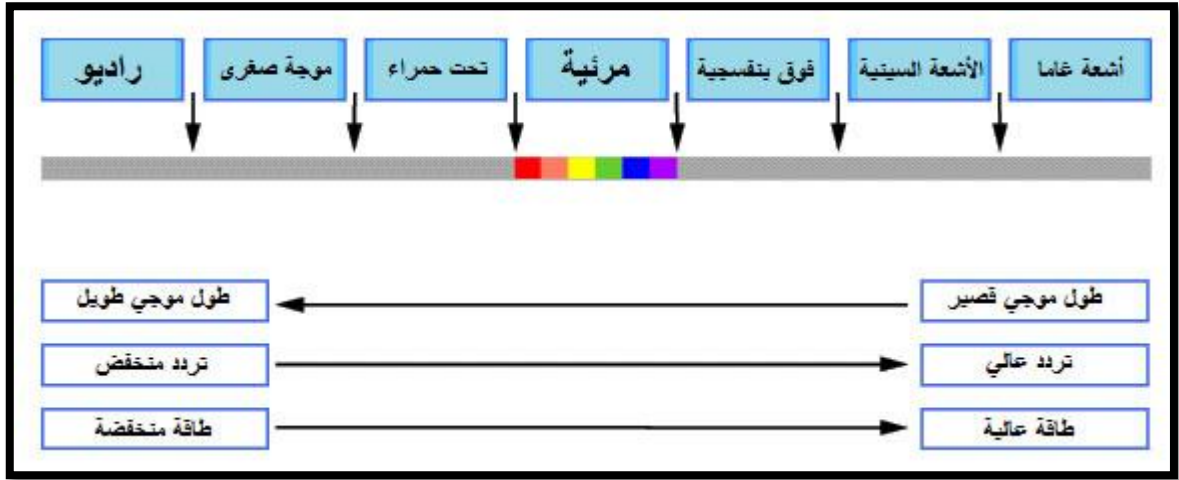 أشعة غاما
الأشعة السينية
فوق بنفسجية
مرئية
تحت حمراء
موجة صغرى
راديو
طول موجي قصير
طول موجي طويل
تردد عالي
تردد منخفض
طاقة عالية
طاقة منخفضة